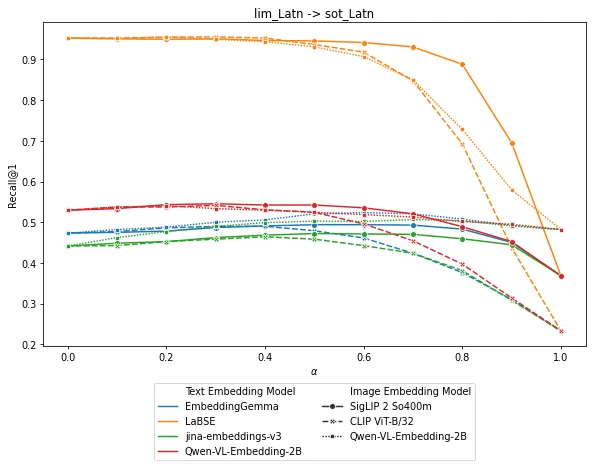 lim_Latn -> sot_Latn
Recall@1
0.9
0.8
0.7
0.6
0.5
0.4
0.3
0.2
0.0 0.2 0.4 0.6 0.8 1.0
α
Text Embedding Model Image Embedding Model
EmbeddingGemma SigLIP 2 So400m
LaBSE CLIP ViT-B/32
jina-embeddings-v3 Qwen-VL-Embedding-2B
Qwen-VL-Embedding-2B